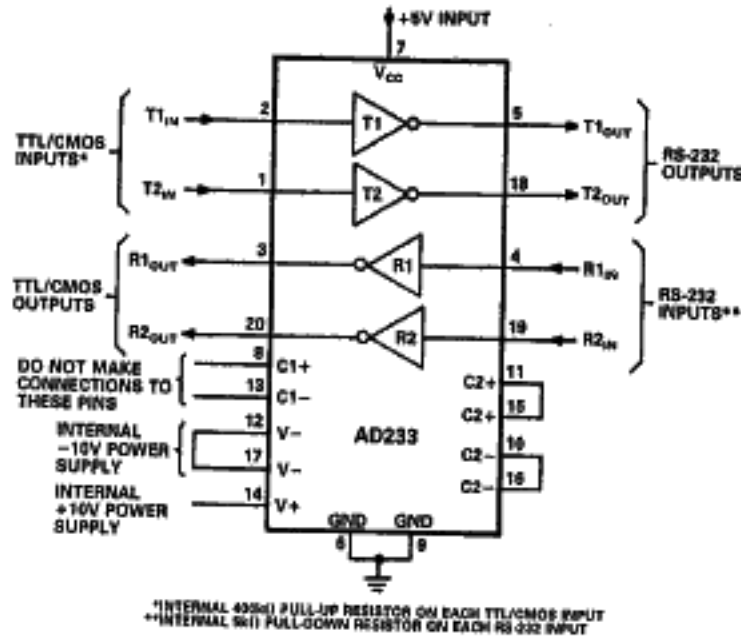 +5V INPUT
7
VCC
TTL/CMOS
INPUTS*
T1IN
2
T1
5
T1OUT
T2IN
1
T2
18
T2OUT
RS-232
OUTPUTS
TTL/CMOS
OUTPUTS
R1OUT
3
R1
4
R1IN
R2OUT
20
R2
19
R2IN
RS-232
INPUTS**
DO NOT MAKE
CONNECTIONS TO
THESE PINS
8
C1+
13
C1−
INTERNAL
−10V POWER
SUPPLY
12
V−
17
V−
INTERNAL
+10V POWER
SUPPLY
14
V+
AD233
C2+
11
C2+
15
C2−
10
C2−
16
GND
GND
6
9
*INTERNAL 400kΩ PULL-UP RESISTOR ON EACH TTL/CMOS INPUT
**INTERNAL 5kΩ PULL-DOWN RESISTOR ON EACH RS-232 INPUT